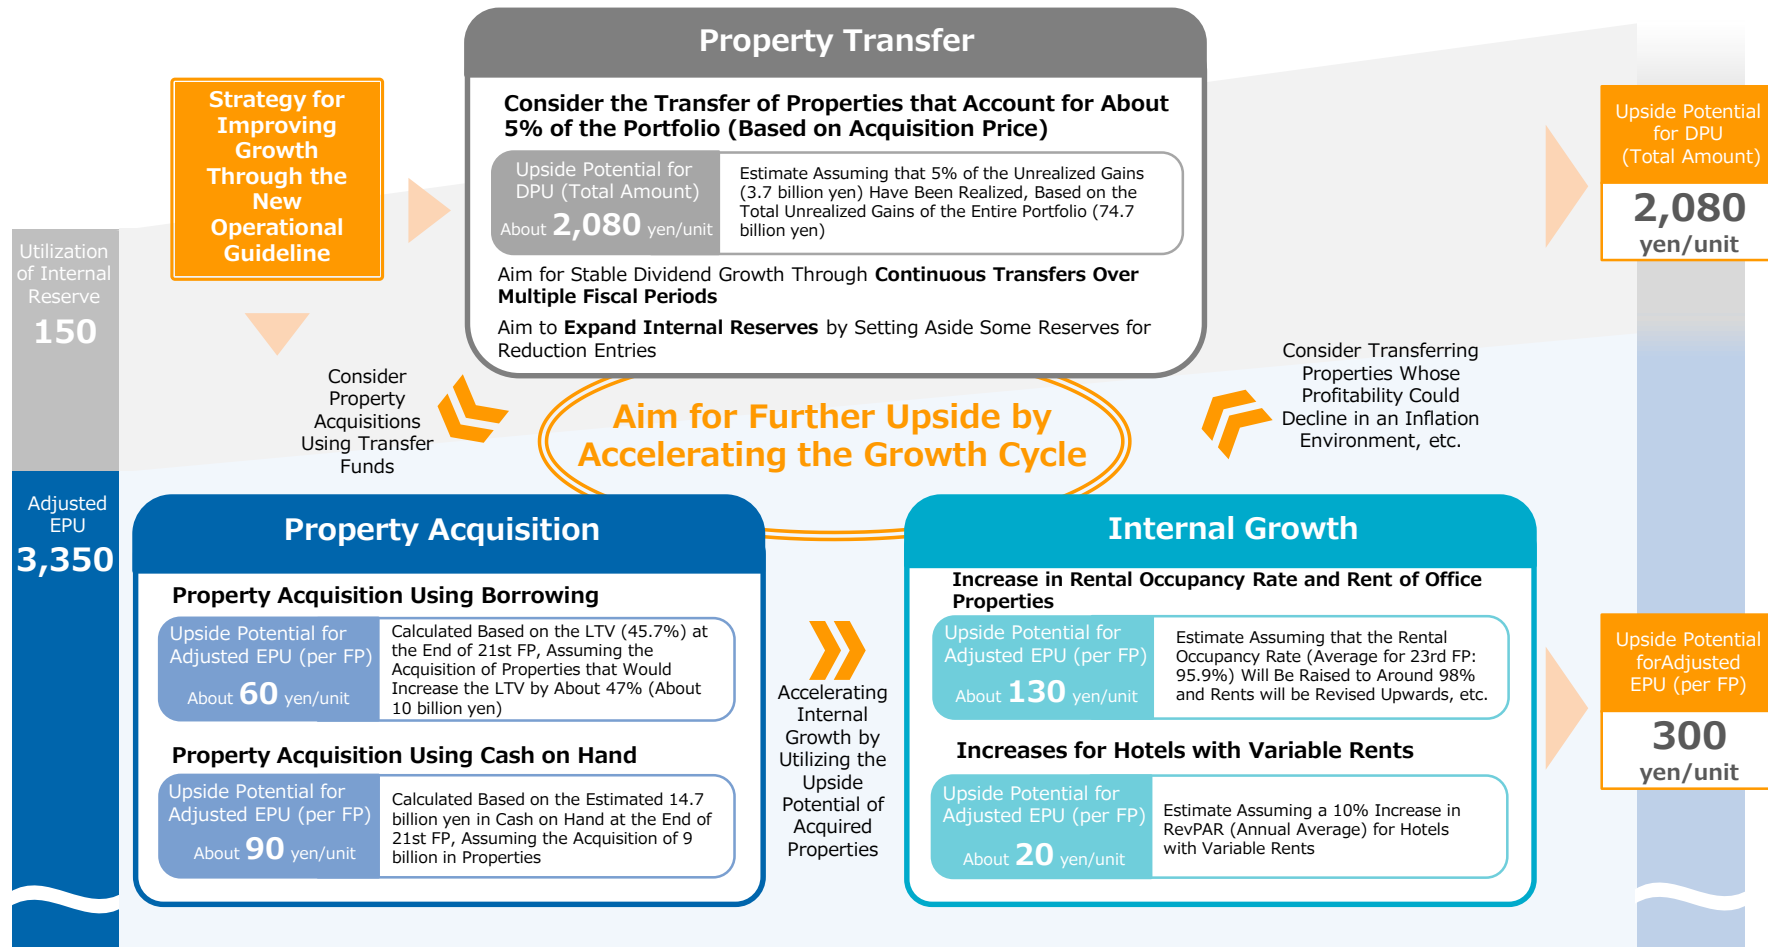 Property Transfer
Strategy for
Improving
Growth
Through the
New
Operational
Guideline
Consider the Transfer of Properties that Account for About
5% of the Portfolio (Based on Acquisition Price)
Upside Potential for
DPU (Total Amount)
About 2,080 yen/unit
Estimate Assuming that 5% of the Unrealized Gains
(3.7 billion yen) Have Been Realized, Based on the
Total Unrealized Gains of the Entire Portfolio (74.7
billion yen)
Aim for Stable Dividend Growth Through Continuous Transfers Over
Multiple Fiscal Periods
Aim to Expand Internal Reserves by Setting Aside Some Reserves for
Reduction Entries
Upside Potential
for DPU
(Total Amount)
2,080
yen/unit
Utilization
of Internal
Reserve
150
Consider
Property
Acquisitions
Using Transfer
Funds
Aim for Further Upside by
Accelerating the Growth Cycle
Consider Transferring
Properties Whose
Profitability Could
Decline in an Inflation
Environment, etc.
Adjusted
EPU
3,350
Property Acquisition
Property Acquisition Using Borrowing
Upside Potential for
Adjusted EPU (per FP)
About 60 yen/unit
Calculated Based on the LTV (45.7%) at
the End of 21st FP, Assuming the
Acquisition of Properties that Would
Increase the LTV by About 47% (About
10 billion yen)
Property Acquisition Using Cash on Hand
Upside Potential for
Adjusted EPU (per FP)
About 90 yen/unit
Calculated Based on the Estimated 14.7
billion yen in Cash on Hand at the End of
21st FP, Assuming the Acquisition of 9
billion in Properties
Accelerating
Internal
Growth by
Utilizing the
Upside
Potential of
Acquired
Properties
Internal Growth
Increase in Rental Occupancy Rate and Rent of Office
Properties
Upside Potential for
Adjusted EPU (per FP)
About 130 yen/unit
Estimate Assuming that the Rental
Occupancy Rate (Average for 23rd FP:
95.9%) Will Be Raised to Around 98%
and Rents will be Revised Upwards, etc.
Increases for Hotels with Variable Rents
Upside Potential for
Adjusted EPU (per FP)
About 20 yen/unit
Estimate Assuming a 10% Increase in
RevPAR (Annual Average) for Hotels
with Variable Rents
Upside Potential
forAdjusted
EPU (per FP)
300
yen/unit